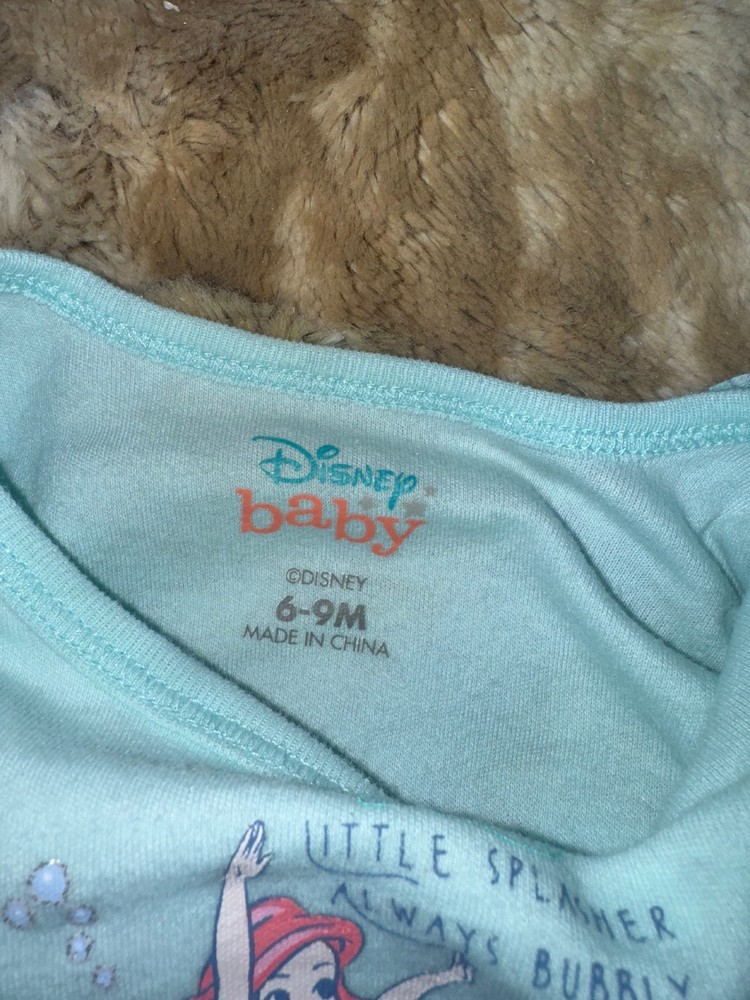 Disney
baby
©DISNEY
6-9M
MADE IN CHINA
LITTLE SPLASHER
ALWAYS BUBBLY